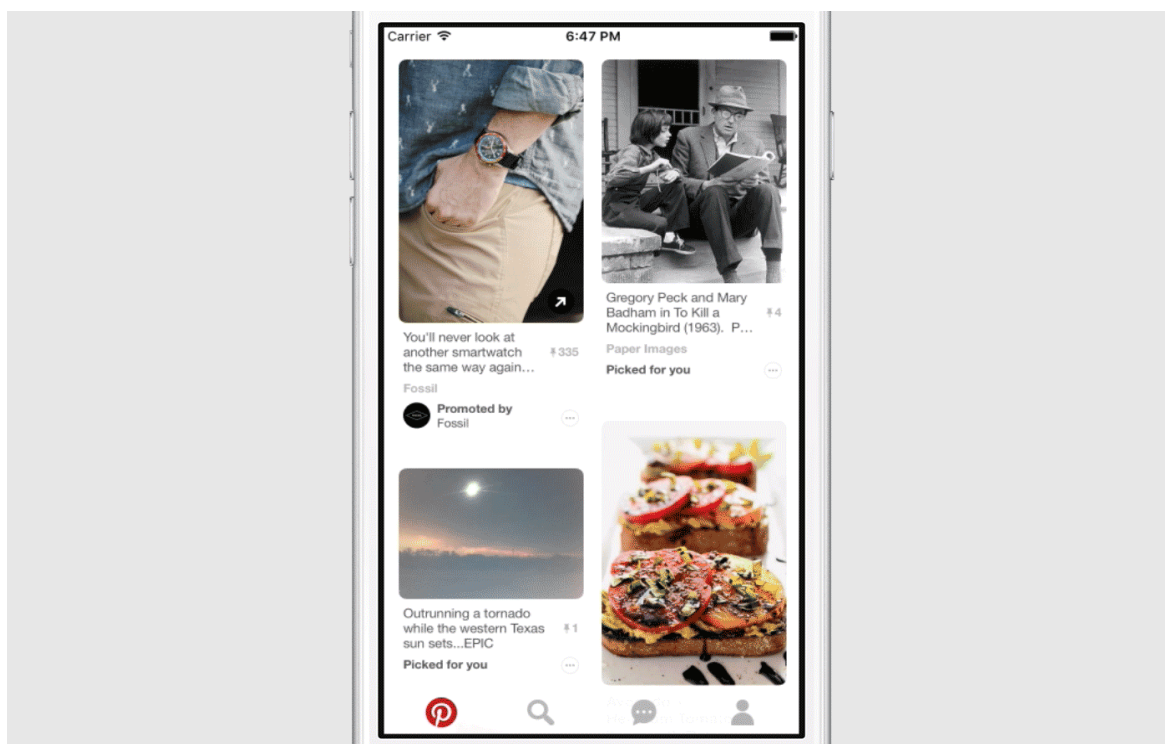 Carrier
6:47 PM
You'll never look at
another smartwatch
the same way again...
335
Fossil
Promoted by
Fossil
Gregory Peck and Mary
Badham in To Kill a
Mockingbird (1963). P...
4
Paper Images
Picked for you
Outrunning a tornado
while the western Texas
sun sets...EPIC
1
Picked for you